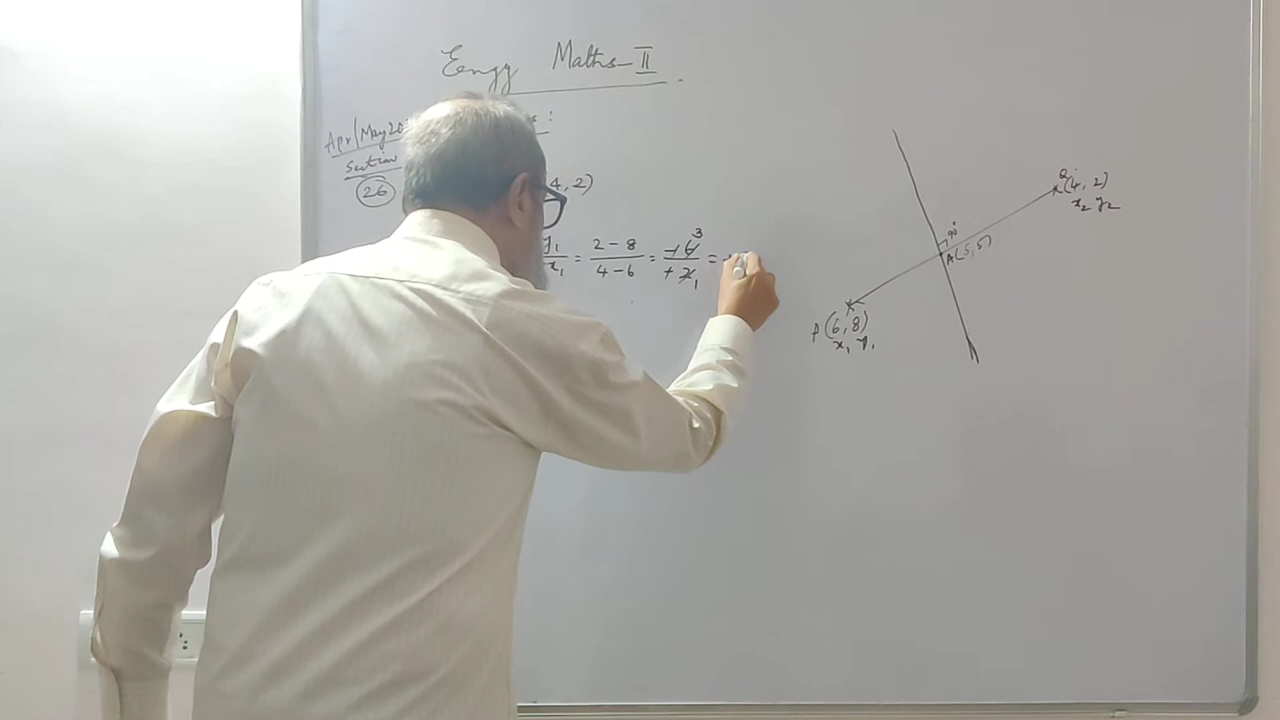 Eengg Maths-II
Apr/May 20
s:
Section
26
4, 2)
y₁ / x₁ = 2 - 8 / 4 - 6 = -6 3 / + 2 1 =
90°
A(5,5)
Q(4, 2)
x₂ y₂
P(6,8)
x₁ y₁